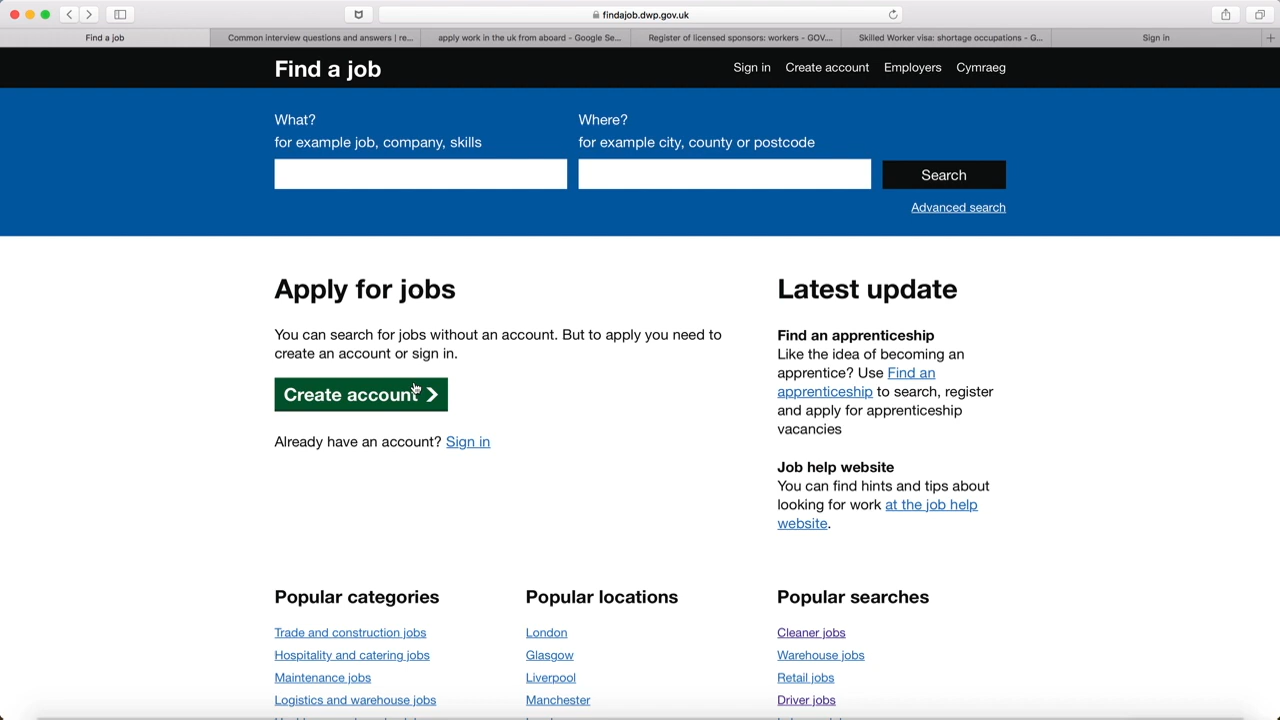 findajob.dwp.gov.uk
Find a job
Common interview questions and answers | re...
apply work in the uk from aboard - Google Se...
Register of licensed sponsors: workers - GOV....
Skilled Worker visa: shortage occupations - G...
Sign in
Find a job
Sign in
Create account
Employers
Cymraeg
What?
for example job, company, skills
Where?
for example city, county or postcode
Search
Advanced search
Apply for jobs
You can search for jobs without an account. But to apply you need to
create an account or sign in.
Create account
Already have an account? Sign in
Latest update
Find an apprenticeship
Like the idea of becoming an
apprentice? Use Find an
apprenticeship to search, register
and apply for apprenticeship
vacancies
Job help website
You can find hints and tips about
looking for work at the job help
website.
Popular categories
Trade and construction jobs
Hospitality and catering jobs
Maintenance jobs
Logistics and warehouse jobs
Popular locations
London
Glasgow
Liverpool
Manchester
Popular searches
Cleaner jobs
Warehouse jobs
Retail jobs
Driver jobs